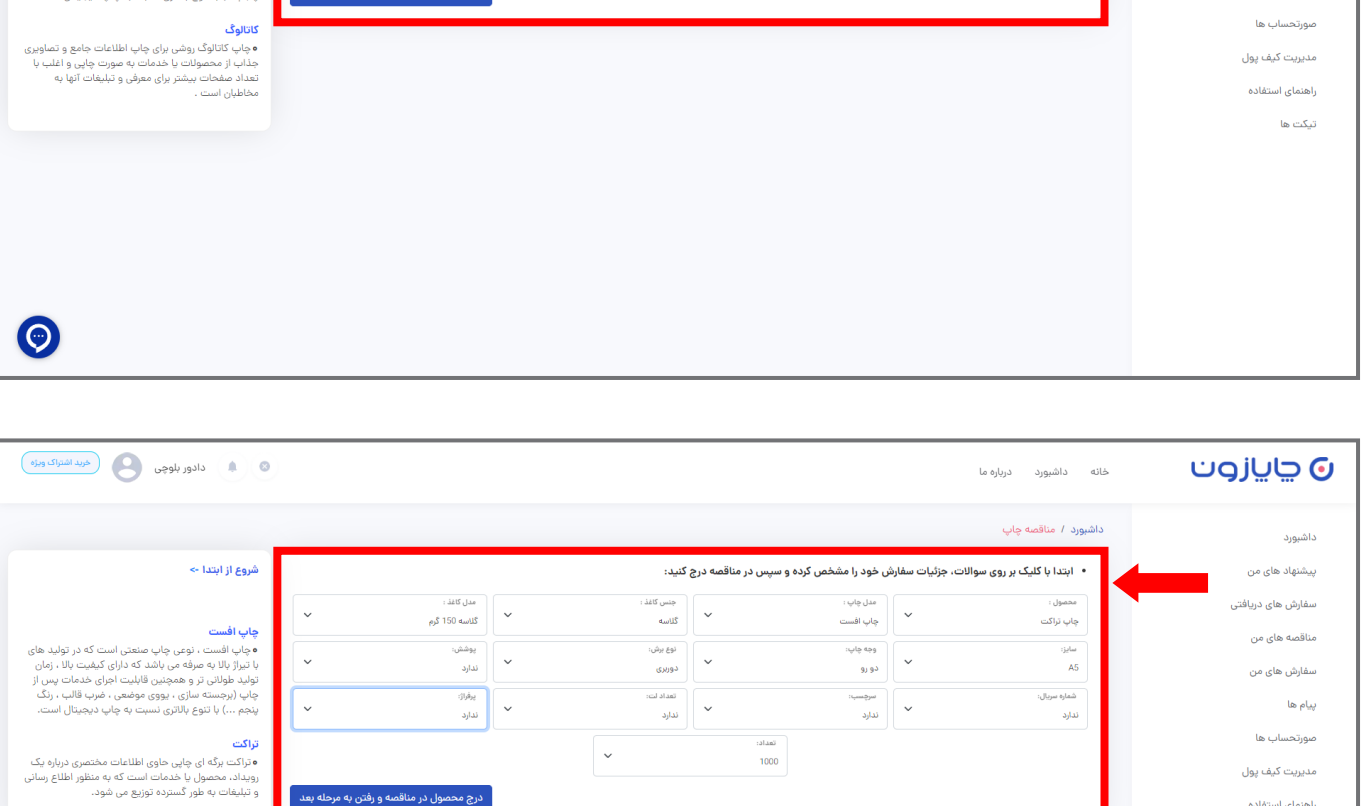 صورتحساب ها
مدیریت کیف پول
راهنمای استفاده
تیکت ها
کاتالوگ
●چاپ کاتالوگ روشی برای چاپ اطلاعات جامع و تصاویری
جذاب از محصولات یا خدمات به صورت چاپی و اغلب با
تعداد صفحات بیشتر برای معرفی و تبلیغات آنها به
مخاطبان است .
چاپازون
خانه داشبورد درباره ما
دادور بلوچی
خرید اشتراک ویژه
داشبورد
پیشنهاد های من
سفارش های دریافتی
مناقصه های من
سفارش های من
پیام ها
صورتحساب ها
مدیریت کیف پول
راهنمای استفاده
داشبورد / مناقصه چاپ
• ابتدا با کلیک بر روی سوالات، جزئیات سفارش خود را مشخص کرده و سپس در مناقصه درج کنید:
محصول :
چاپ تراکت
مدل چاپ :
چاپ افست
جنس کاغذ :
گلاسه
مدل کاغذ :
گلاسه 150 گرم
سایز:
A5
وجه چاپ:
دو رو
نوع برش:
دوربری
پوشش:
ندارد
شماره سریال:
ندارد
سرچسب:
ندارد
تعداد لت:
ندارد
پرفراژ:
ندارد
تعداد:
1000
درج محصول در مناقصه و رفتن به مرحله بعد
شروع از ابتدا ->
چاپ افست
●چاپ افست ، نوعی چاپ صنعتی است که در تولید های
با تیراژ بالا به صرفه می باشد که دارای کیفیت بالا ، زمان
تولید طولانی تر و همچنین قابلیت اجرای خدمات پس از
چاپ (برجسته سازی ، یووی موضعی ، ضرب قالب ، رنگ
پنجم ...) با تنوع بالاتری نسبت به چاپ دیجیتال است.
تراکت
●تراکت برگه ای چاپی حاوی اطلاعات مختصری درباره یک
رویداد، محصول یا خدمات است که به منظور اطلاع رسانی
و تبلیغات به طور گسترده توزیع می شود.